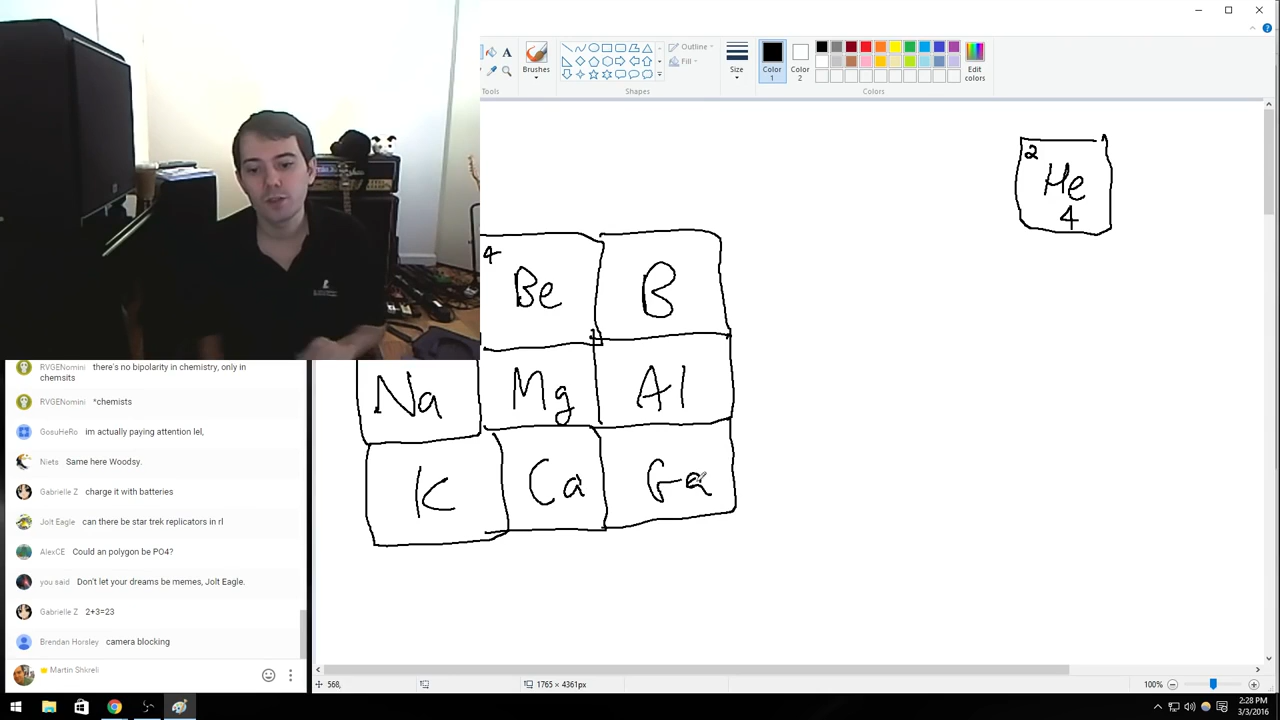 Outline
Fill
Brushes
Size
Color 1
Color 2
Edit colors
Tools
Shapes
Colors
2
He
4
4
Be
B
Na
Mg
Al
K
Ca
Ga
RVGENomini there's no bipolarity in chemistry, only in
chemsits
RVGENomini *chemists
GosuHeRo im actually paying attention lel,
Niets Same here Woodsy.
Gabrielle Z charge it with batteries
Jolt Eagle can there be star trek replicators in rl
AlexCE Could an polygon be PO4?
you said Don't let your dreams be memes, Jolt Eagle.
Gabrielle Z 2+3=23
Brendan Horsley camera blocking
Martin Shkreli
568,
1765 × 4361px
100%
2:28 PM
3/3/2016